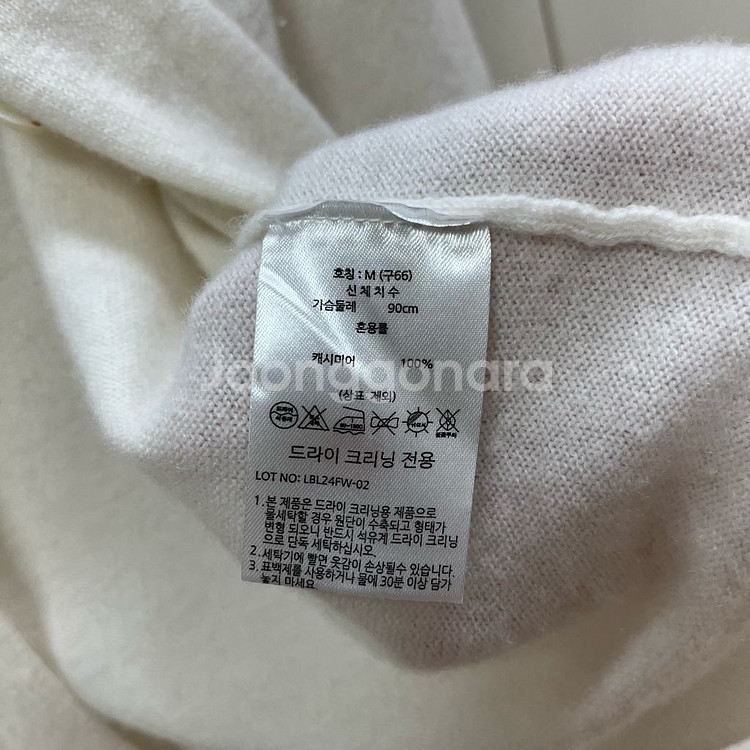 호칭 : M (구66)
신 체 치 수
가슴둘레 90cm
혼용률
캐시미어 100%
Joonggonara
(상표 제외)
드라이 크리닝 전용
LOT NO: LBL24FW-02
1. 본 제품은 드라이 크리닝용 제품으로
물세탁할 경우 원단이 수축되고 형태가
변형 되오니 반드시 석유계 드라이 크리닝
으로 단독 세탁하십시오.
2. 세탁기에 빨면 옷감이 손상될수 있습니다.
3. 표백제를 사용하거나 물에 30분 이상 담가
놓지 마세요.